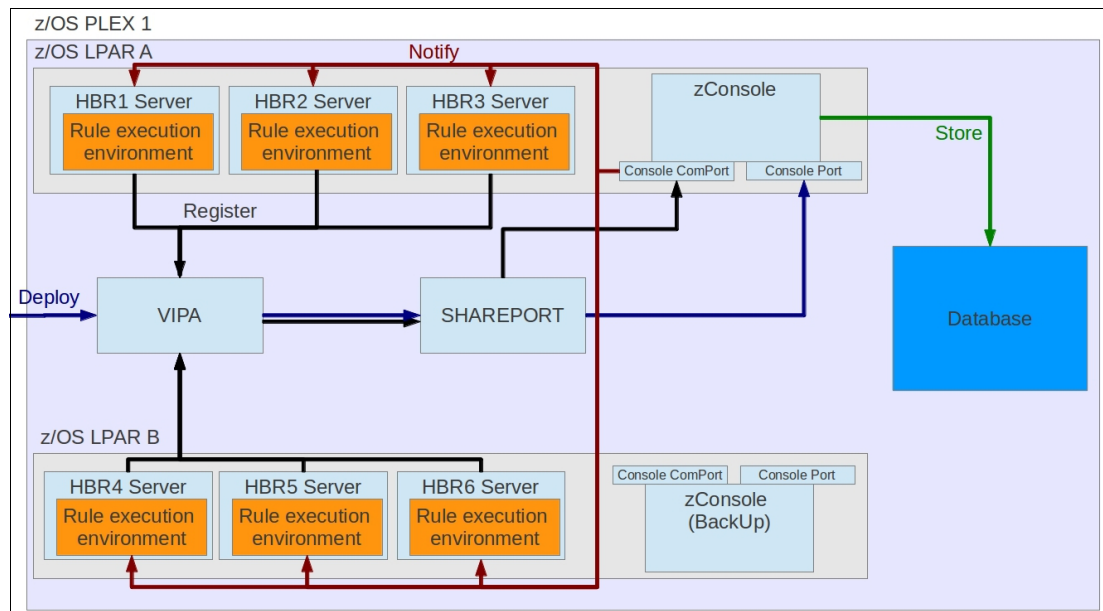 z/OS PLEX 1
z/OS LPAR A
Notify
HBR1 Server
Rule execution
environment
HBR2 Server
Rule execution
environment
HBR3 Server
Rule execution
environment
zConsole
Console ComPort
Console Port
Store
Register
Deploy
VIPA
SHAREPORT
Database
z/OS LPAR B
HBR4 Server
Rule execution
environment
HBR5 Server
Rule execution
environment
HBR6 Server
Rule execution
environment
Console ComPort
Console Port
zConsole
(BackUp)